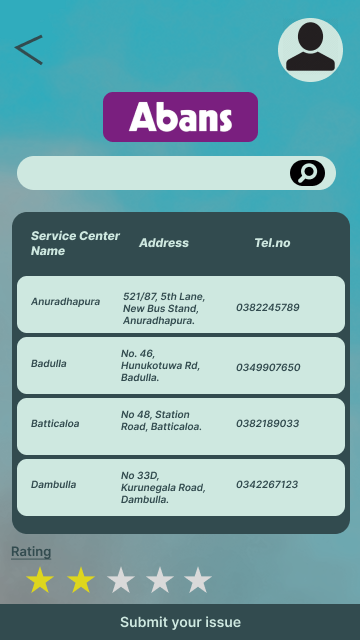 Abans
Service Center
Name
Address
Tel.no
Anuradhapura
521/87, 5th Lane,
New Bus Stand,
Anuradhapura.
0382245789
Badulla
No. 46,
Hunukotuwa Rd,
Badulla.
0349907650
Batticaloa
No 48, Station
Road, Batticaloa.
0382189033
Dambulla
No 33D,
Kurunegala Road,
Dambulla.
0342267123
Rating
Submit your issue